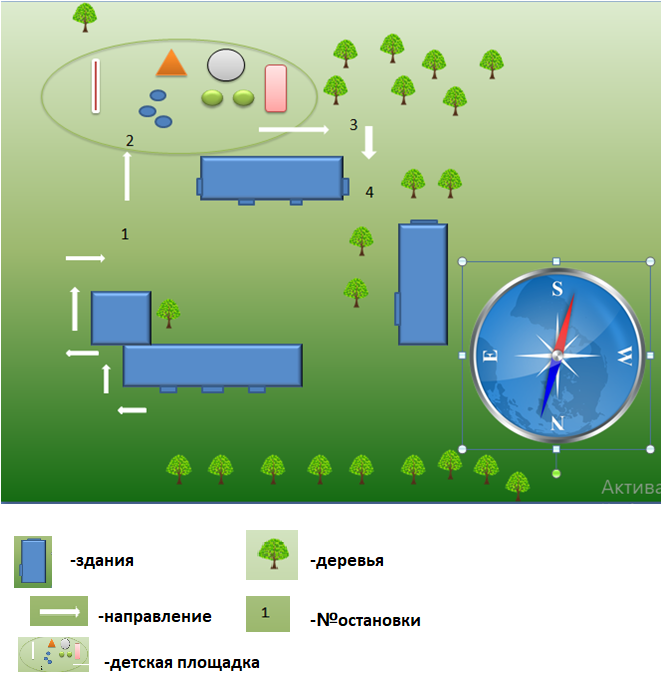 3
2
4
1
S
E
W
N
Актива
-здания
-деревья
-направление
1
-№остановки
-детская площадка